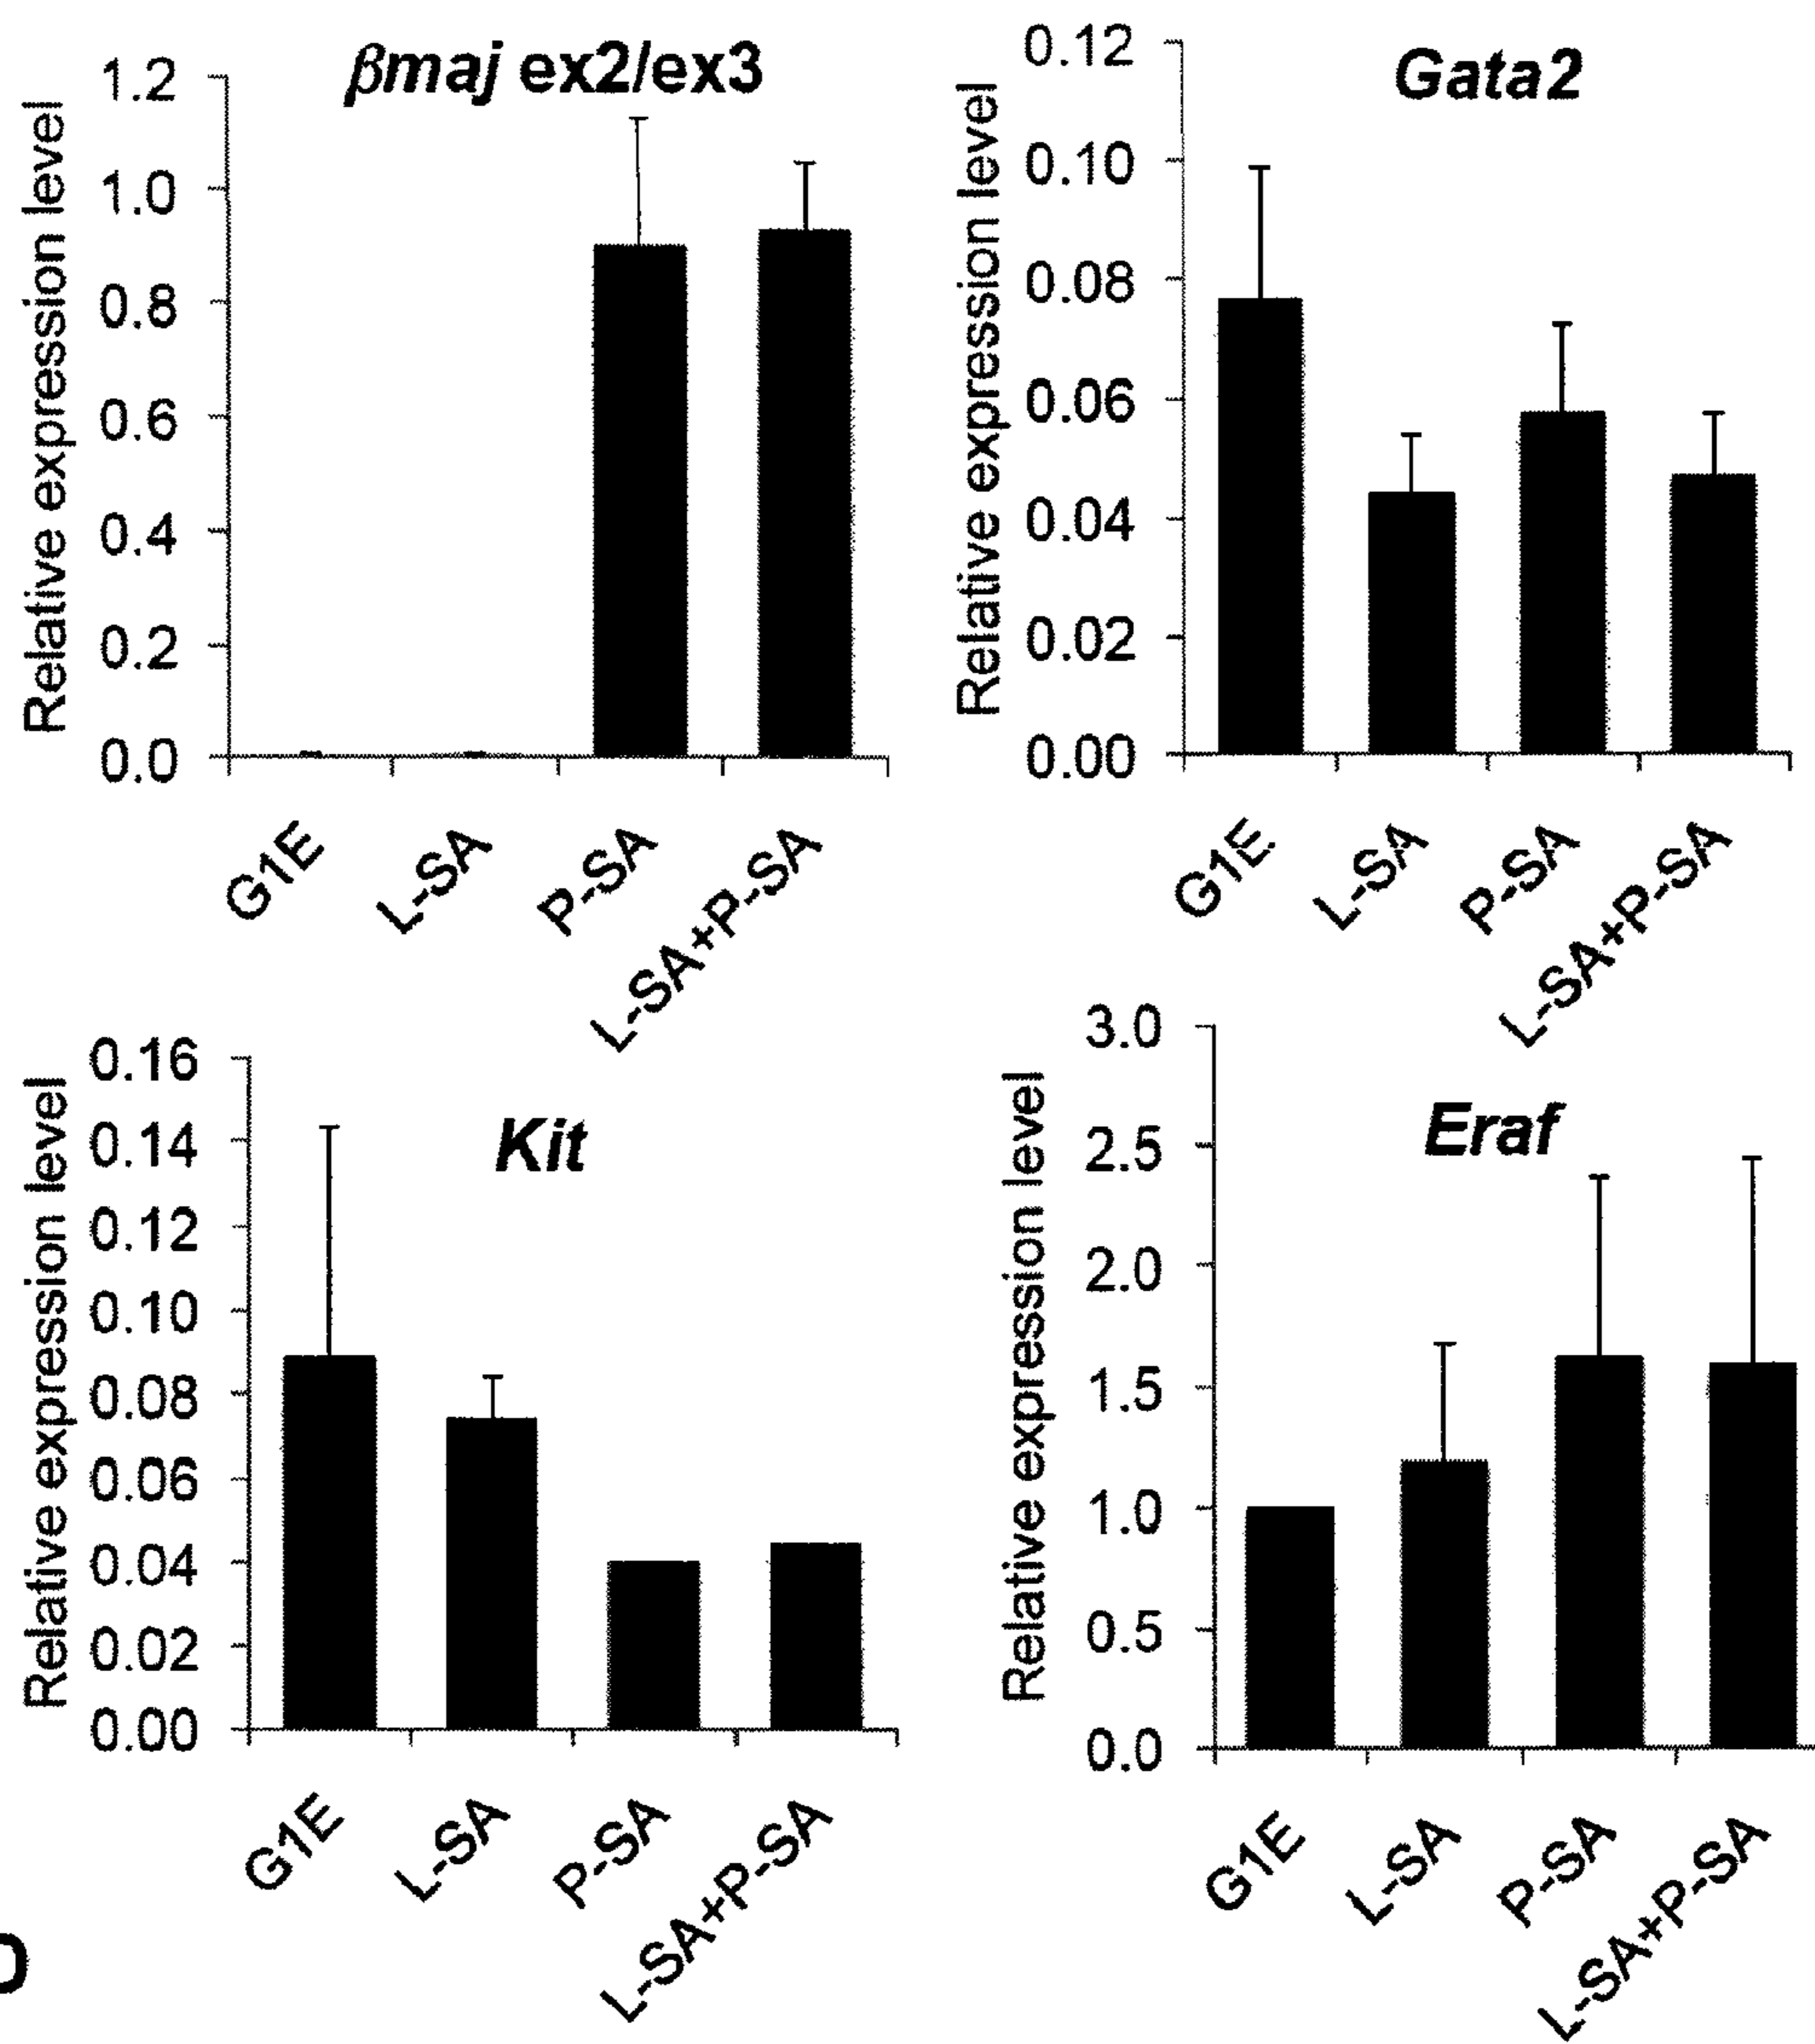 βmaj ex2/ex3
Relative expression level
1.2
1.0
0.8
0.6
0.4
0.2
0.0
G1E
L-SA
P-SA
L-SA+P-SA
Gata2
Relative expression level
0.12
0.10
0.08
0.06
0.04
0.02
0.00
G1E
L-SA
P-SA
L-SA+P-SA
Kit
Relative expression level
0.16
0.14
0.12
0.10
0.08
0.06
0.04
0.02
0.00
G1E
L-SA
P-SA
L-SA+P-SA
Eraf
Relative expression level
3.0
2.5
2.0
1.5
1.0
0.5
0.0
G1E
L-SA
P-SA
L-SA+P-SA